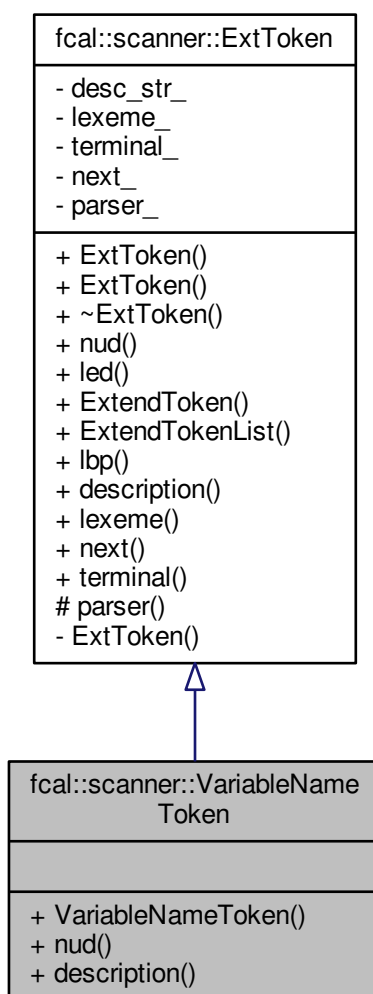 fcal::scanner::ExtToken
- desc_str_
- lexeme_
- terminal_
- next_
- parser_
+ ExtToken()
+ ExtToken()
+ ~ExtToken()
+ nud()
+ led()
+ ExtendToken()
+ ExtendTokenList()
+ lbp()
+ description()
+ lexeme()
+ next()
+ terminal()
# parser()
- ExtToken()
fcal::scanner::VariableName
Token
+ VariableNameToken()
+ nud()
+ description()